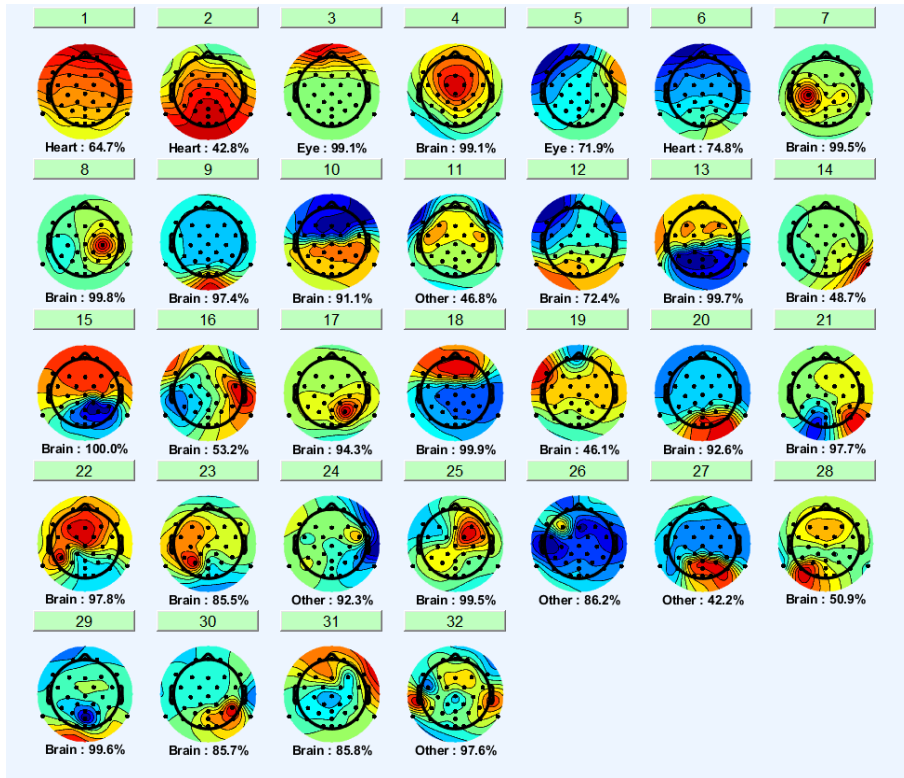 1 2 3 4 5 6 7
Heart : 64.7% Heart : 42.8% Eye : 99.1% Brain : 99.1% Eye : 71.9% Heart : 74.8% Brain : 99.5%
8 9 10 11 12 13 14
Brain : 99.8% Brain : 97.4% Brain : 91.1% Other : 46.8% Brain : 72.4% Brain : 99.7% Brain : 48.7%
15 16 17 18 19 20 21
Brain : 100.0% Brain : 53.2% Brain : 94.3% Brain : 99.9% Brain : 46.1% Brain : 92.6% Brain : 97.7%
22 23 24 25 26 27 28
Brain : 97.8% Brain : 85.5% Other : 92.3% Brain : 99.5% Other : 86.2% Other : 42.2% Brain : 50.9%
29 30 31 32
Brain : 99.6% Brain : 85.7% Brain : 85.8% Other : 97.6%